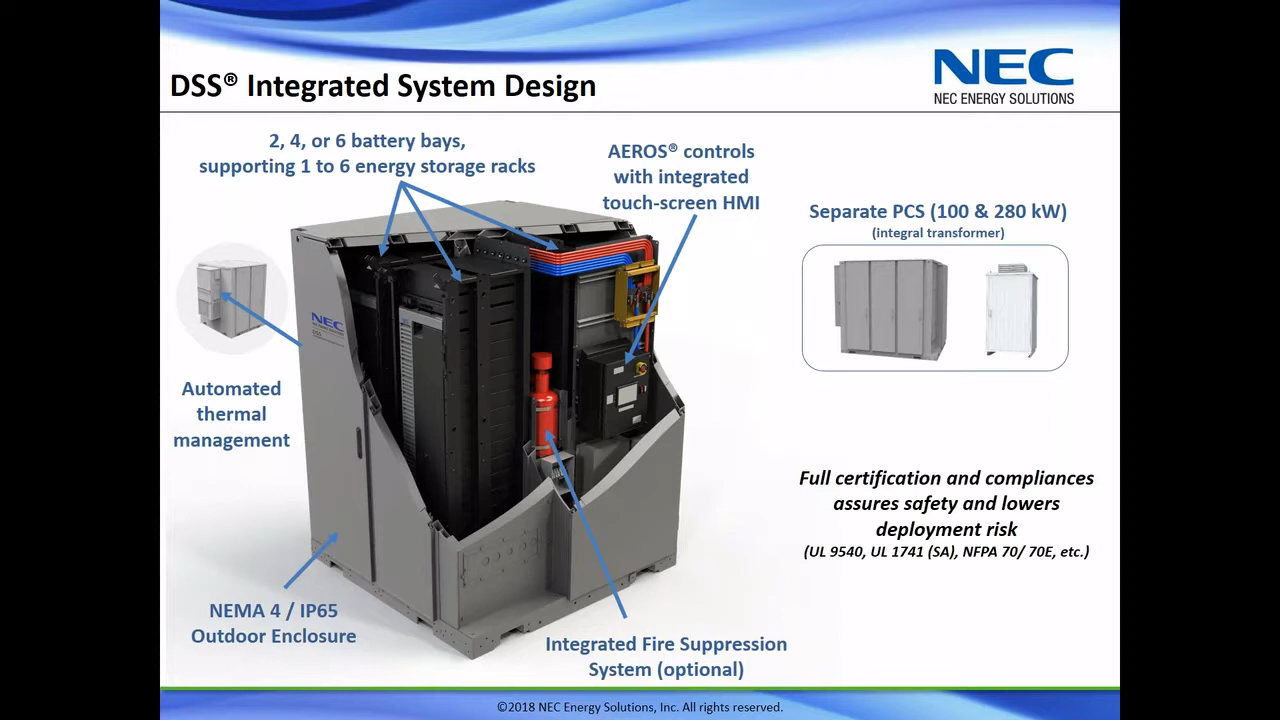 DSS® Integrated System Design
NEC
NEC ENERGY SOLUTIONS
2, 4, or 6 battery bays,
supporting 1 to 6 energy storage racks
AEROS® controls
with integrated
touch-screen HMI
Separate PCS (100 & 280 kW)
(integral transformer)
NEC
DSS
Automated
thermal
management
Full certification and compliances
assures safety and lowers
deployment risk
(UL 9540, UL 1741 (SA), NFPA 70/ 70E, etc.)
NEMA 4 / IP65
Outdoor Enclosure
Integrated Fire Suppression
System (optional)
©2018 NEC Energy Solutions, Inc. All rights reserved.